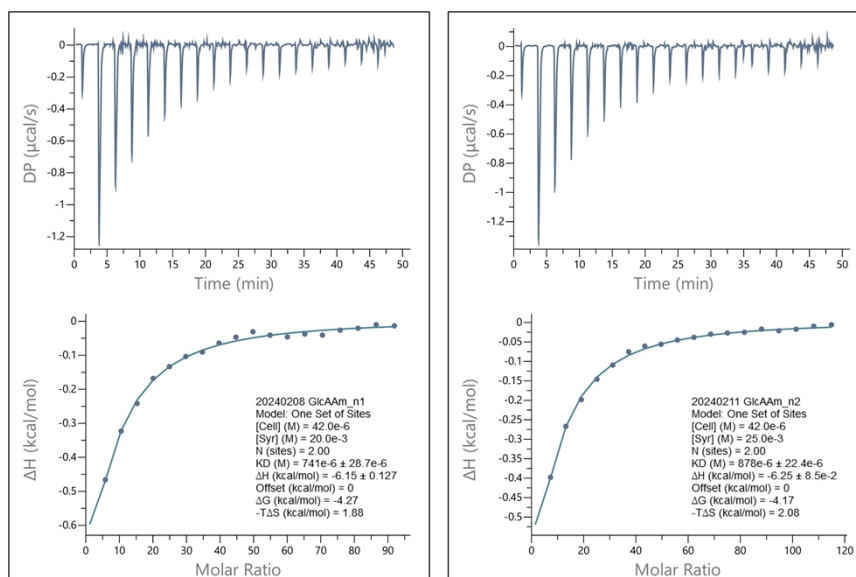 0
-0.2
-0.4
-0.6
-0.8
-1
-1.2
DP (µcal/s)
0 5 10 15 20 25 30 35 40 45 50
Time (min)
0
-0.1
-0.2
-0.3
-0.4
-0.5
-0.6
ΔH (kcal/mol)
20240208 GlcAAm_n1
Model: One Set of Sites
[Cell] (M) = 42.0e-6
[Syr] (M) = 20.0e-3
N (sites) = 2.00
KD (M) = 741e-6 ± 28.7e-6
ΔH (kcal/mol) = -6.15 ± 0.127
Offset (kcal/mol) = 0
ΔG (kcal/mol) = -4.27
-TΔS (kcal/mol) = 1.88
0 10 20 30 40 50 60 70 80 90
Molar Ratio
0
-0.2
-0.4
-0.6
-0.8
-1
-1.2
DP (µcal/s)
0 5 10 15 20 25 30 35 40 45 50
Time (min)
0
-0.05
-0.1
-0.15
-0.2
-0.25
-0.3
-0.35
-0.4
-0.45
-0.5
ΔH (kcal/mol)
20240211 GlcAAm_n2
Model: One Set of Sites
[Cell] (M) = 42.0e-6
[Syr] (M) = 25.0e-3
N (sites) = 2.00
KD (M) = 878e-6 ± 22.4e-6
ΔH (kcal/mol) = -6.25 ± 8.5e-2
Offset (kcal/mol) = 0
ΔG (kcal/mol) = -4.17
-TΔS (kcal/mol) = 2.08
0 20 40 60 80 100 120
Molar Ratio